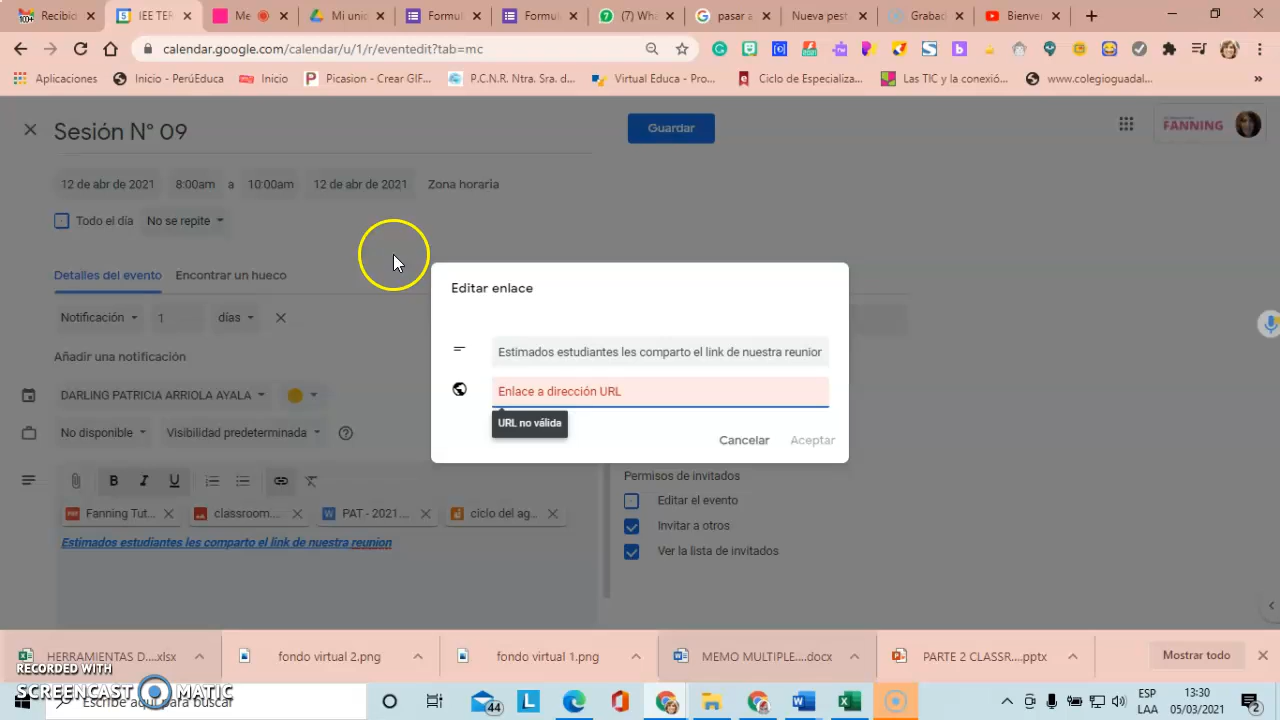 Recibid
IEE TER
Me
Mi unid
Formul
Formul
(7) Wha
pasar a
Nueva pest
Grabad
Bienver
calendar.google.com/calendar/u/1/r/eventedit?tab=mc
Aplicaciones
Inicio - PerúEduca
Inicio
Picasion - Crear GIF...
P.C.N.R. Ntra. Sra. d...
Virtual Educa - Pro...
Ciclo de Especializa...
Las TIC y la conexió...
www.colegioguadal...
»
Sesión N° 09
Guardar
FANNING
12 de abr de 2021 8:00am a 10:00am 12 de abr de 2021 Zona horaria
Todo el día No se repite
Detalles del evento Encontrar un hueco
Editar enlace
Notificación 1 días
Estimados estudiantes les comparto el link de nuestra reunior
Añadir una notificación
Enlace a dirección URL
DARLING PATRICIA ARRIOLA AYALA
URL no válida
No disponible Visibilidad predeterminada
Cancelar Aceptar
Permisos de invitados
B I U
Editar el evento
Fanning Tut... classroom... PAT - 2021... ciclo del ag...
Invitar a otros
Estimados estudiantes les comparto el link de nuestra reunion
Ver la lista de invitados
HERRAMIENTAS D....xlsx
fondo virtual 2.png
fondo virtual 1.png
MEMO MULTIPLE....docx
PARTE 2 CLASSR....pptx
Mostrar todo
RECORDED WITH
SCREENCAST MATIC
Escribe aquí para buscar
44
ESP
LAA
13:30
05/03/2021
2